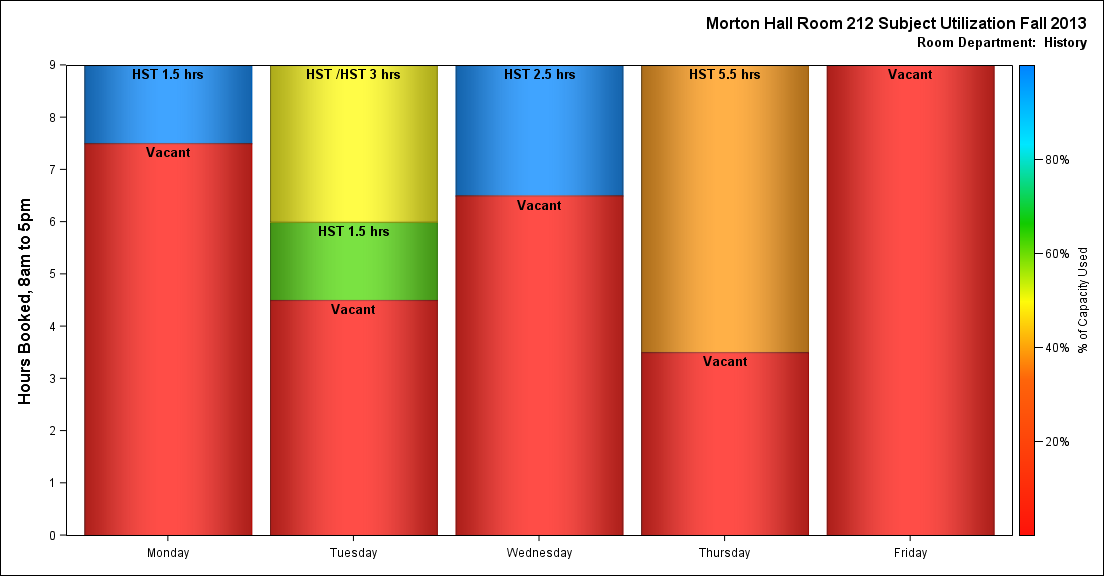 Morton Hall Room 212 Subject Utilization Fall 2013
Room Department:  History
Hours Booked, 8am to 5pm
9
8
7
6
5
4
3
2
1
0
HST 1.5 hrs
Vacant
HST /HST 3 hrs
HST 1.5 hrs
Vacant
HST 2.5 hrs
Vacant
HST 5.5 hrs
Vacant
Vacant
Monday
Tuesday
Wednesday
Thursday
Friday
80%
60%
40%
20%
% of Capacity Used